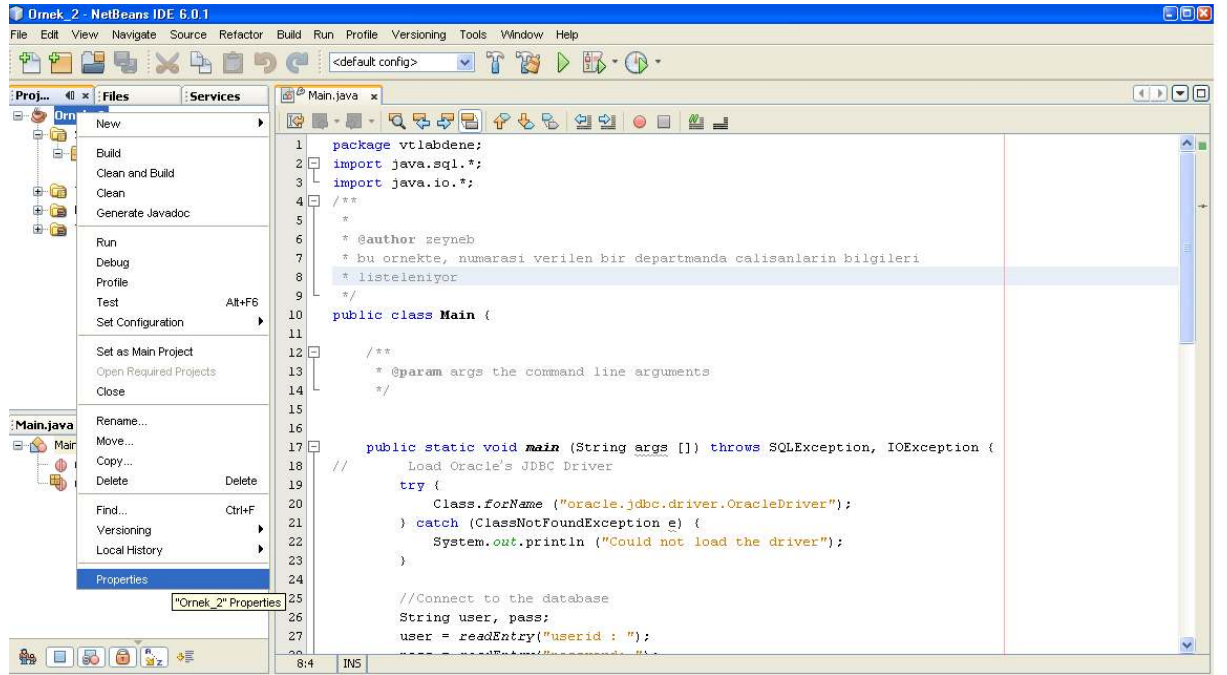 Ornek_2 - NetBeans IDE 6.0.1
File Edit View Navigate Source Refactor Build Run Profile Versioning Tools Window Help
<default config>
Proj... Files Services
Main.java x
New
Build
Clean and Build
Clean
Generate Javadoc
Run
Debug
Profile
Test Alt+F6
Set Configuration
Set as Main Project
Open Required Projects
Close
Rename...
Move...
Copy...
Delete Delete
Find... Ctrl+F
Versioning
Local History
Properties
"Ornek_2" Properties
Main.java
1 package vtlabdene;
2 import java.sql.*;
3 import java.io.*;
4 /**
5 *
6 * @author zeyneb
7 * bu ornekte, numarasi verilen bir departmanda calisanlarin bilgileri
8 * listeleniyor
9 */
10 public class Main {
11
12 /**
13 * @param args the command line arguments
14 */
15
16
17 public static void main (String args []) throws SQLException, IOException {
18 // Load Oracle's JDBC Driver
19 try {
20 Class.forName ("oracle.jdbc.driver.OracleDriver");
21 } catch (ClassNotFoundException e) {
22 System.out.println ("Could not load the driver");
23 }
24
25 //Connect to the database
26 String user, pass;
27 user = readEntry("userid : ");
8:4 INS